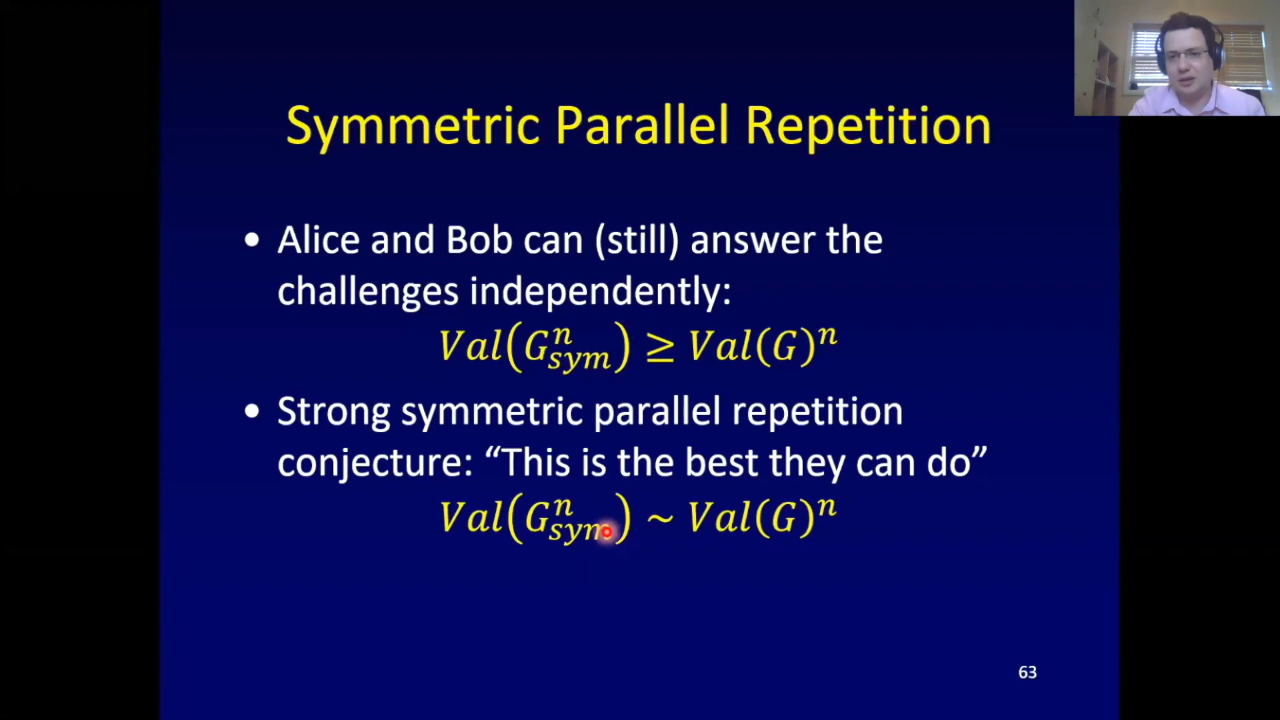 Symmetric Parallel Repetition
• Alice and Bob can (still) answer the
challenges independently:
Val(G^n_sym) ≥ Val(G)^n
• Strong symmetric parallel repetition
conjecture: “This is the best they can do”
Val(G^n_sym) ~ Val(G)^n
63